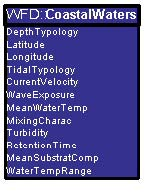 WFD::CoastalWaters
DepthTypology
Latitude
Longitude
TidalTypology
CurrentVelocity
WaveExposure
MeanWaterTemp
MixingCharac
Turbidity
RetentionTime
MeanSubstratComp
WaterTempRange